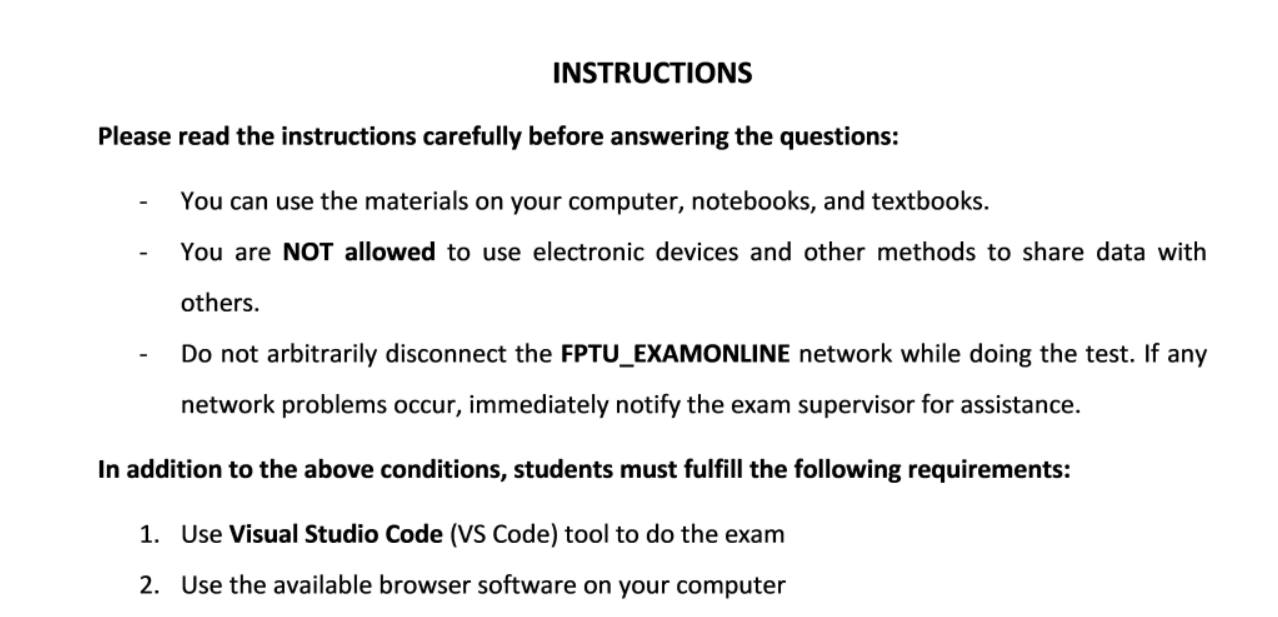 INSTRUCTIONS
Please read the instructions carefully before answering the questions:
- You can use the materials on your computer, notebooks, and textbooks.
- You are NOT allowed to use electronic devices and other methods to share data with
others.
- Do not arbitrarily disconnect the FPTU_EXAMONLINE network while doing the test. If any
network problems occur, immediately notify the exam supervisor for assistance.
In addition to the above conditions, students must fulfill the following requirements:
1. Use Visual Studio Code (VS Code) tool to do the exam
2. Use the available browser software on your computer